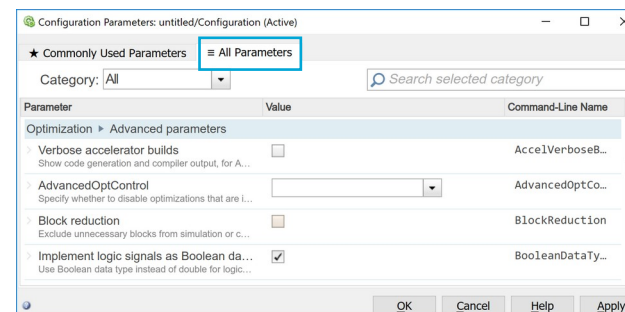 Configuration Parameters: untitled/Configuration (Active)
★ Commonly Used Parameters
≡ All Parameters
Category: All
Search selected category
Parameter Value Command-Line Name
Optimization ▶ Advanced parameters
Verbose accelerator builds AccelVerboseB...
Show code generation and compiler output, for A...
AdvancedOptControl AdvancedOptCo...
Specify whether to disable optimizations that are i...
Block reduction BlockReduction
Exclude unnecessary blocks from simulation or c...
Implement logic signals as Boolean da... BooleanDataTy...
Use Boolean data type instead of double for logic...
OK Cancel Help Apply